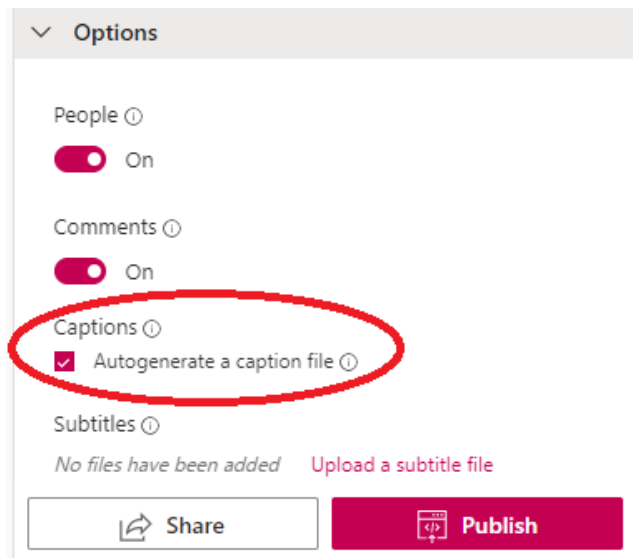 Options
People
On
Comments
On
Captions
Autogenerate a caption file
Subtitles
No files have been added Upload a subtitle file
Share Publish